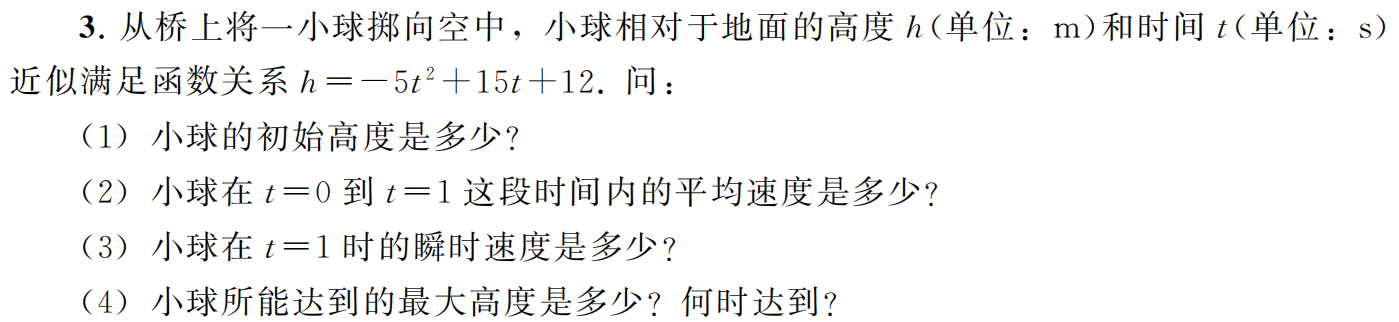 3. 从桥上将一小球掷向空中，小球相对于地面的高度 h(单位：m)和时间 t(单位：s)
近似满足函数关系 h＝－5t²＋15t＋12. 问：
（1）小球的初始高度是多少？
（2）小球在 t＝0 到 t＝1 这段时间内的平均速度是多少？
（3）小球在 t＝1 时的瞬时速度是多少？
（4）小球所能达到的最大高度是多少？何时达到？